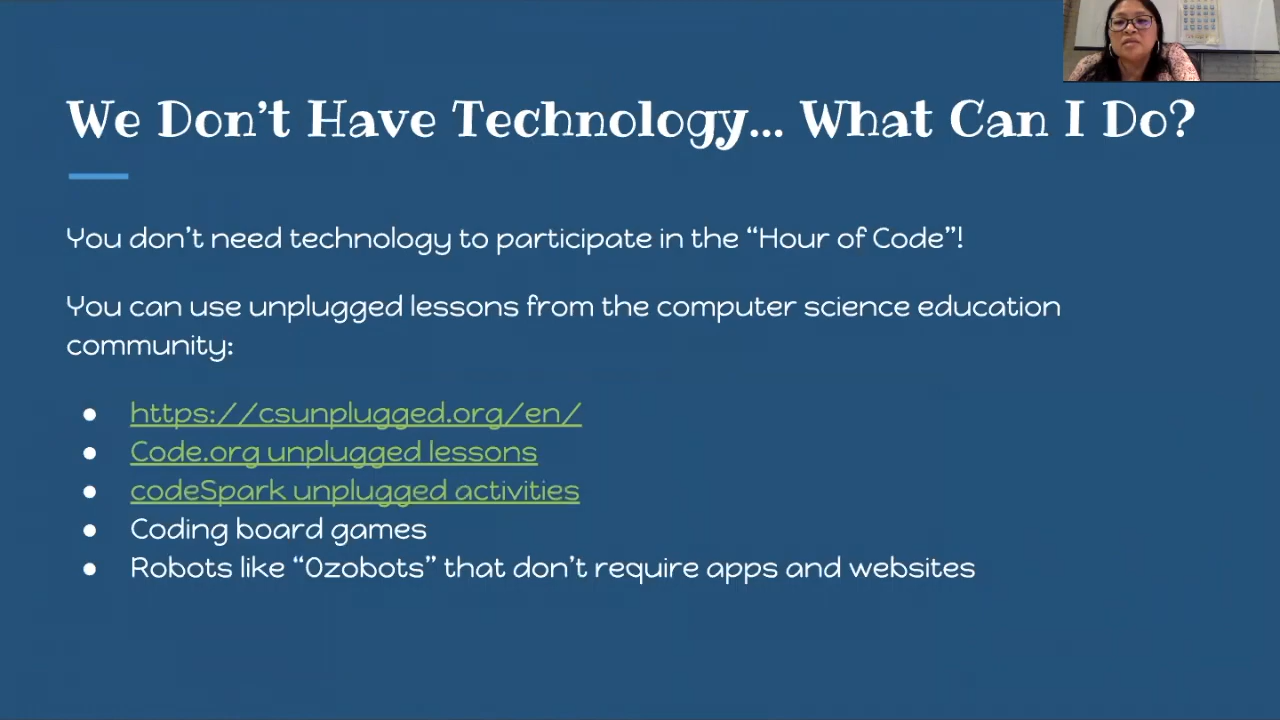 We Don't Have Technology... What Can I Do?
You don't need technology to participate in the “Hour of Code”!
You can use unplugged lessons from the computer science education
community:
● https://csunplugged.org/en/
● Code.org unplugged lessons
● codeSpark unplugged activities
● Coding board games
● Robots like “Ozobots” that don't require apps and websites